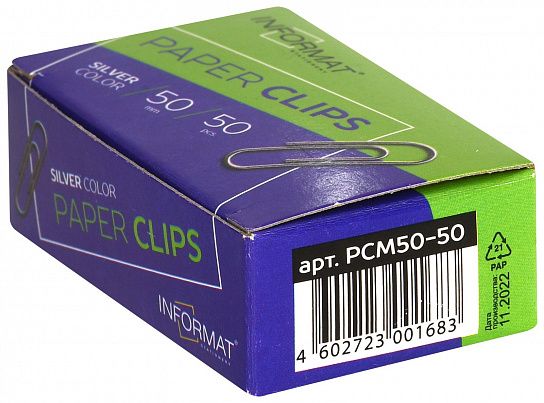 INFORMAT
PAPER CLIPS
SILVER
COLOR
50
mm
50
pcs.
SILVER COLOR
PAPER CLIPS
INFORMAT
арт. PCM50-50
4 602723 001683
21
PAP
Дата
производства:
11.2022